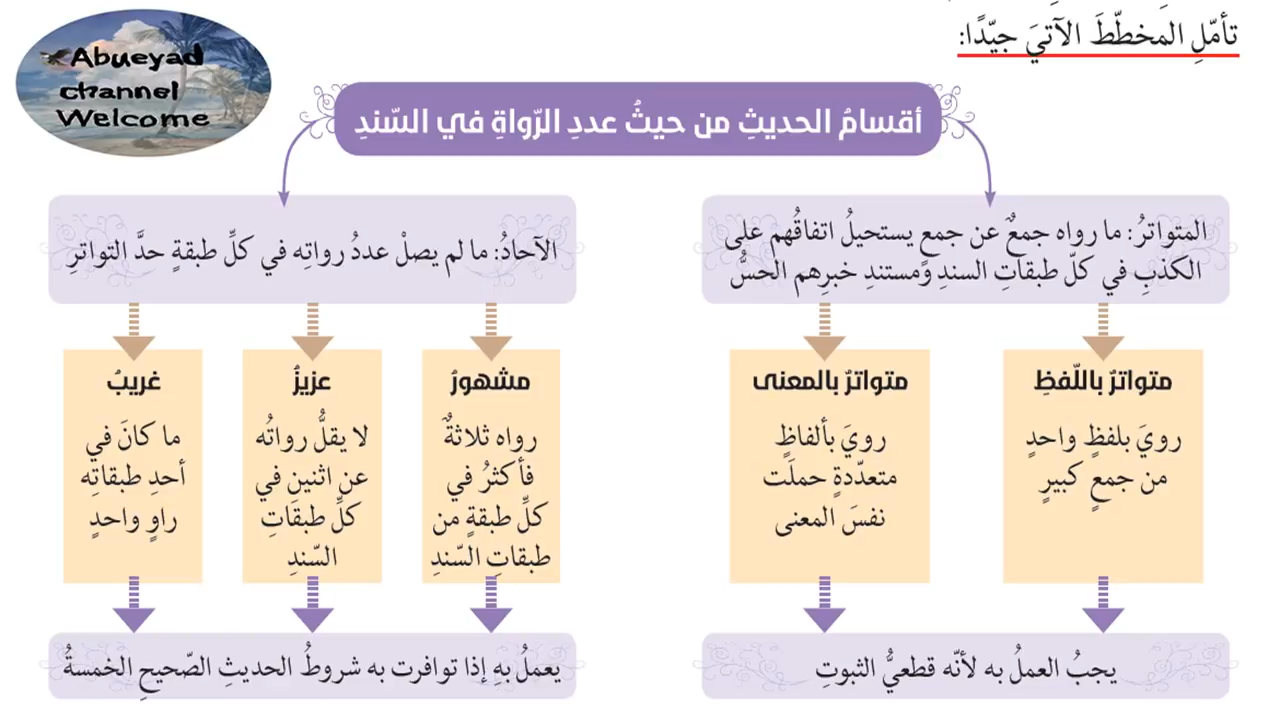 تأمّلِ المَخطّطَ الآتيَ جيّدًا:
Abueyad
channel
Welcome
أقسامُ الحديثِ من حيثُ عددِ الرّواةِ في السّندِ
المتواترُ: ما رواه جمعٌ عن جمعٍ يستحيلُ اتفاقُهم على
الكذبِ في كلّ طبقاتِ السندِ ومستندِ خبرِهم الحسُّ
متواترٌ باللّفظِ
رويَ بلفظٍ واحدٍ
من جمعٍ كبيرٍ
متواترٌ بالمعنى
رويَ بألفاظٍ
متعدّدةٍ حملَت
نفسَ المعنى
يجبُ العملُ به لأنّه قطعيُّ الثبوتِ
الآحادُ: ما لم يصلْ عددُ رواتِه في كلِّ طبقةٍ حدَّ التواترِ
مشهورٌ
رواه ثلاثةٌ
فأكثرُ في
كلِّ طبقةٍ من
طبقاتِ السّندِ
عزيزٌ
لا يقلُّ رواتُه
عن اثنينِ في
كلِّ طبقَاتِ
السّندِ
غريبٌ
ما كانَ في
أحدِ طبقاتِه
راوٍ واحدٍ
يعملُ بهِ إذا توافرت به شروطُ الحديثِ الصّحيحِ الخمسةُ